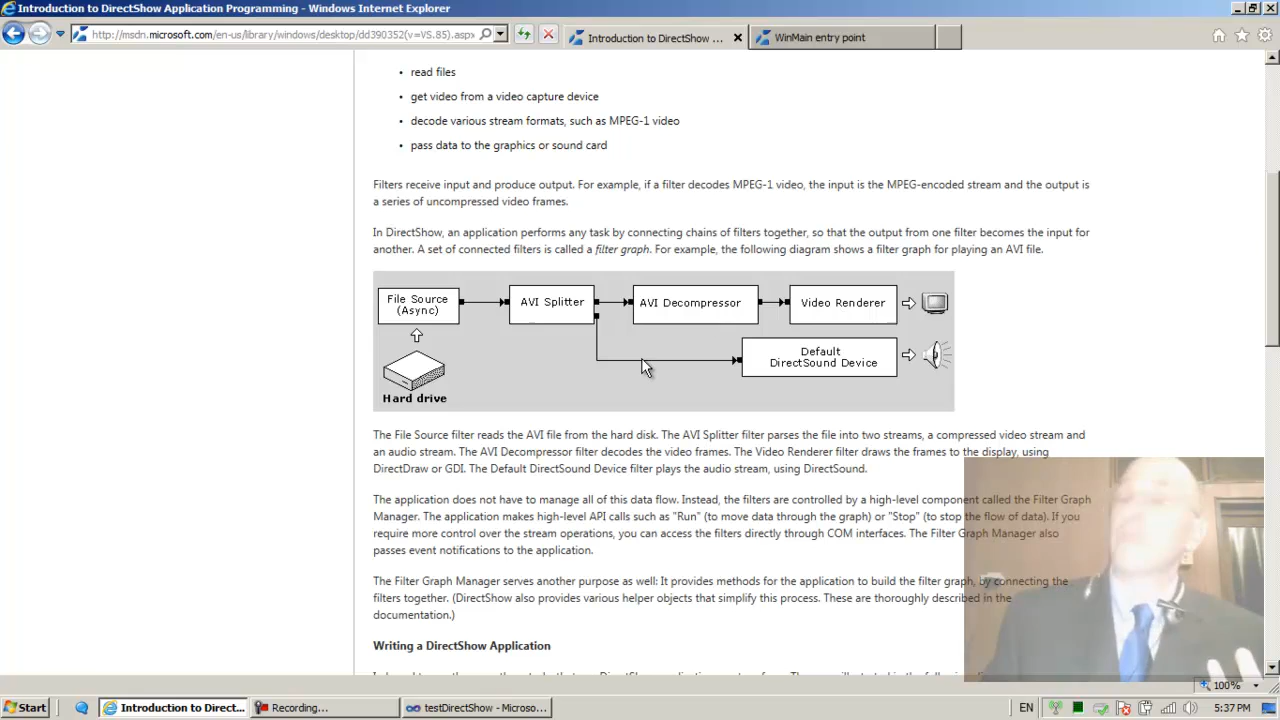 Introduction to DirectShow Application Programming - Windows Internet Explorer
http://msdn.microsoft.com/en-us/library/windows/desktop/dd390352(v=VS.85).aspx
Introduction to DirectShow ...
WinMain entry point
• read files
• get video from a video capture device
• decode various stream formats, such as MPEG-1 video
• pass data to the graphics or sound card
Filters receive input and produce output. For example, if a filter decodes MPEG-1 video, the input is the MPEG-encoded stream and the output is
a series of uncompressed video frames.
In DirectShow, an application performs any task by connecting chains of filters together, so that the output from one filter becomes the input for
another. A set of connected filters is called a filter graph. For example, the following diagram shows a filter graph for playing an AVI file.
File Source
(Async)
AVI Splitter
AVI Decompressor
Video Renderer
Default
DirectSound Device
Hard drive
The File Source filter reads the AVI file from the hard disk. The AVI Splitter filter parses the file into two streams, a compressed video stream and
an audio stream. The AVI Decompressor filter decodes the video frames. The Video Renderer filter draws the frames to the display, using
DirectDraw or GDI. The Default DirectSound Device filter plays the audio stream, using DirectSound.
The application does not have to manage all of this data flow. Instead, the filters are controlled by a high-level component called the Filter Graph
Manager. The application makes high-level API calls such as "Run" (to move data through the graph) or "Stop" (to stop the flow of data). If you
require more control over the stream operations, you can access the filters directly through COM interfaces. The Filter Graph Manager also
passes event notifications to the application.
The Filter Graph Manager serves another purpose as well: It provides methods for the application to build the filter graph, by connecting the
filters together. (DirectShow also provides various helper objects that simplify this process. These are thoroughly described in the
documentation.)
Writing a DirectShow Application
100%
Start
Introduction to Direct...
Recording...
testDirectShow - Microso...
EN
5:37 PM